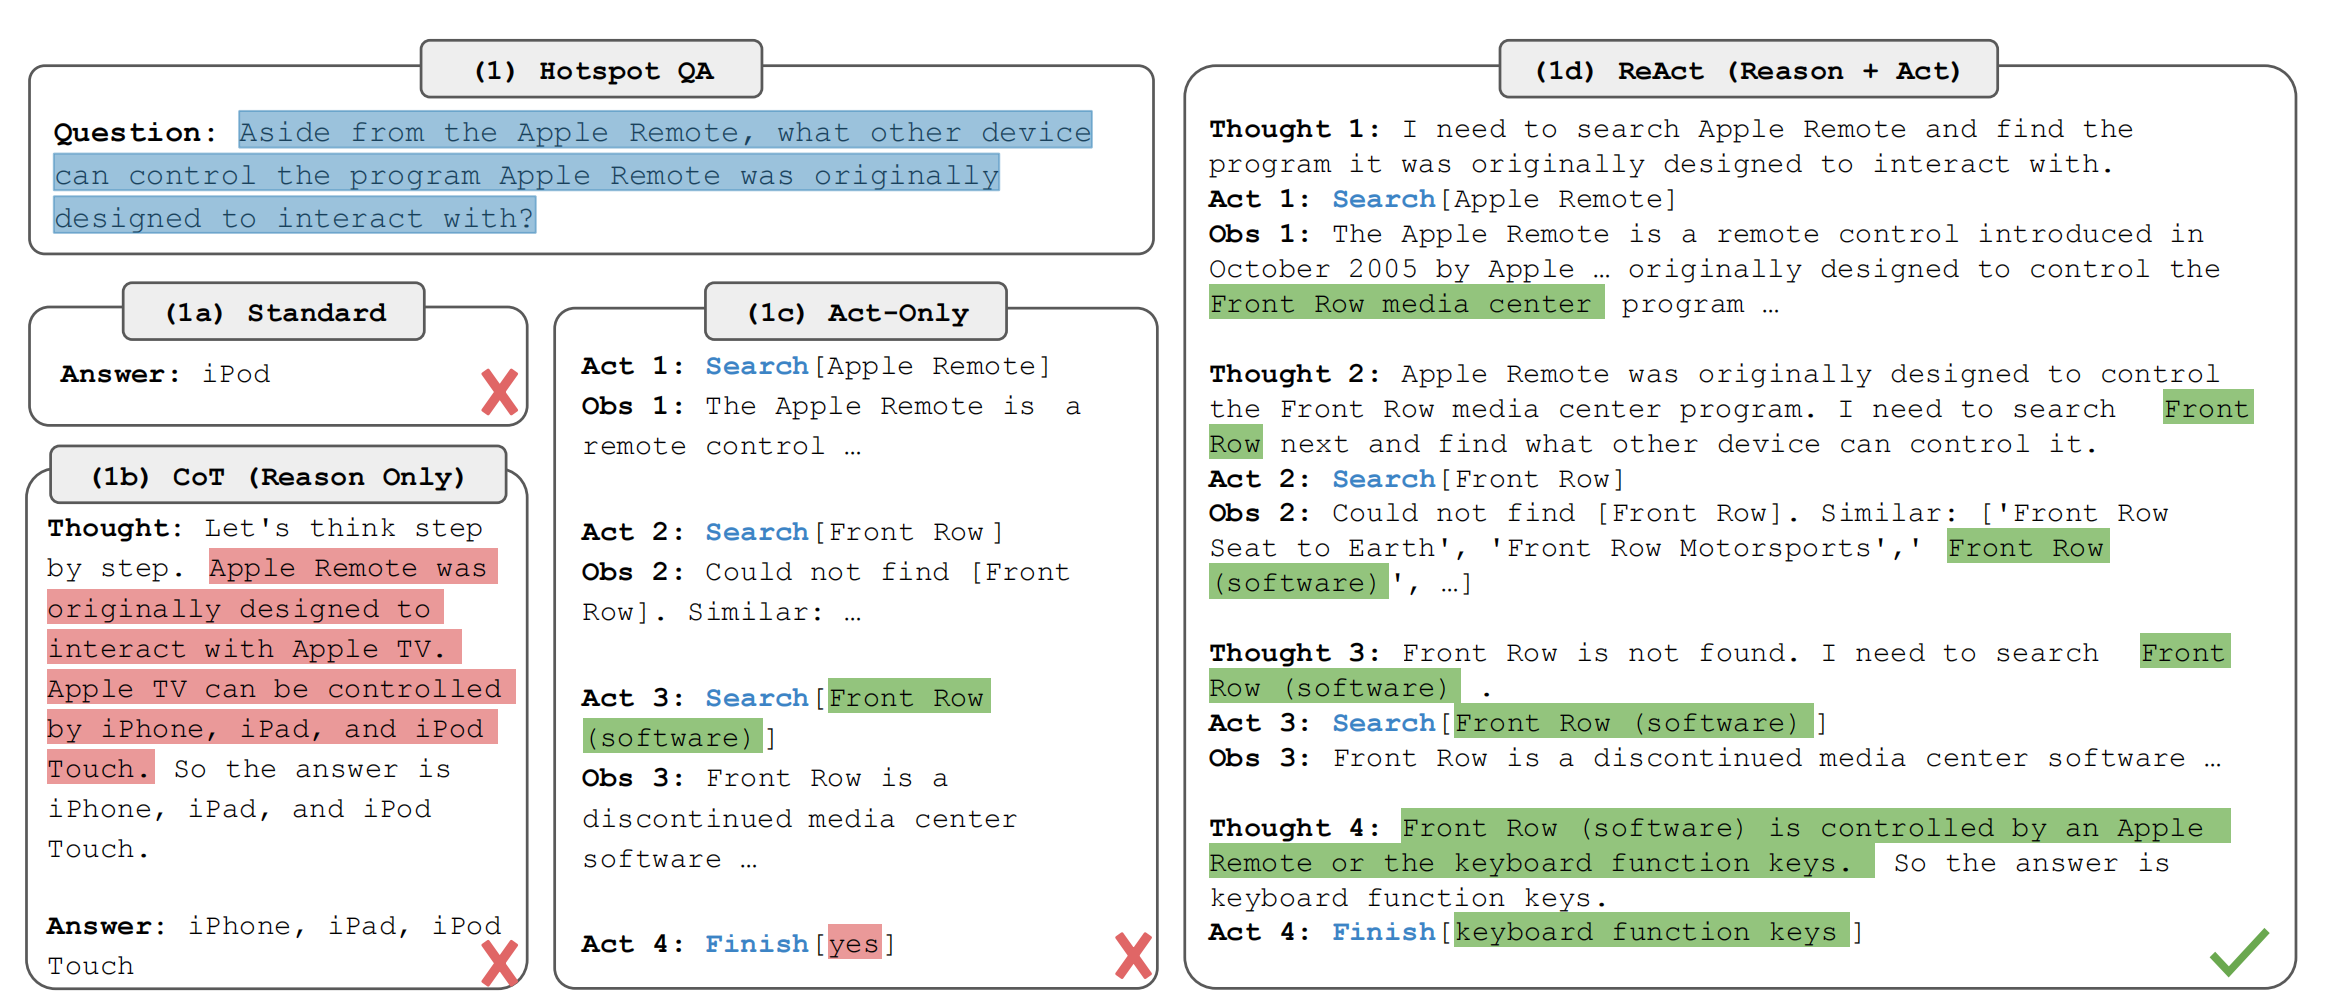 (1) Hotspot QA
Question: Aside from the Apple Remote, what other device
can control the program Apple Remote was originally
designed to interact with?
(1a) Standard
Answer: iPod
(1b) CoT (Reason Only)
Thought: Let's think step
by step. Apple Remote was
originally designed to
interact with Apple TV.
Apple TV can be controlled
by iPhone, iPad, and iPod
Touch. So the answer is
iPhone, iPad, and iPod
Touch.
Answer: iPhone, iPad, iPod
Touch
(1c) Act-Only
Act 1: Search[Apple Remote]
Obs 1: The Apple Remote is a
remote control …
Act 2: Search[Front Row]
Obs 2: Could not find [Front
Row]. Similar: …
Act 3: Search[Front Row
(software)]
Obs 3: Front Row is a
discontinued media center
software …
Act 4: Finish[yes]
(1d) ReAct (Reason + Act)
Thought 1: I need to search Apple Remote and find the
program it was originally designed to interact with.
Act 1: Search[Apple Remote]
Obs 1: The Apple Remote is a remote control introduced in
October 2005 by Apple … originally designed to control the
Front Row media center program …
Thought 2: Apple Remote was originally designed to control
the Front Row media center program. I need to search Front
Row next and find what other device can control it.
Act 2: Search[Front Row]
Obs 2: Could not find [Front Row]. Similar: ['Front Row
Seat to Earth', 'Front Row Motorsports',' Front Row
(software)', …]
Thought 3: Front Row is not found. I need to search Front
Row (software) .
Act 3: Search[Front Row (software)]
Obs 3: Front Row is a discontinued media center software …
Thought 4: Front Row (software) is controlled by an Apple
Remote or the keyboard function keys. So the answer is
keyboard function keys.
Act 4: Finish[keyboard function keys]